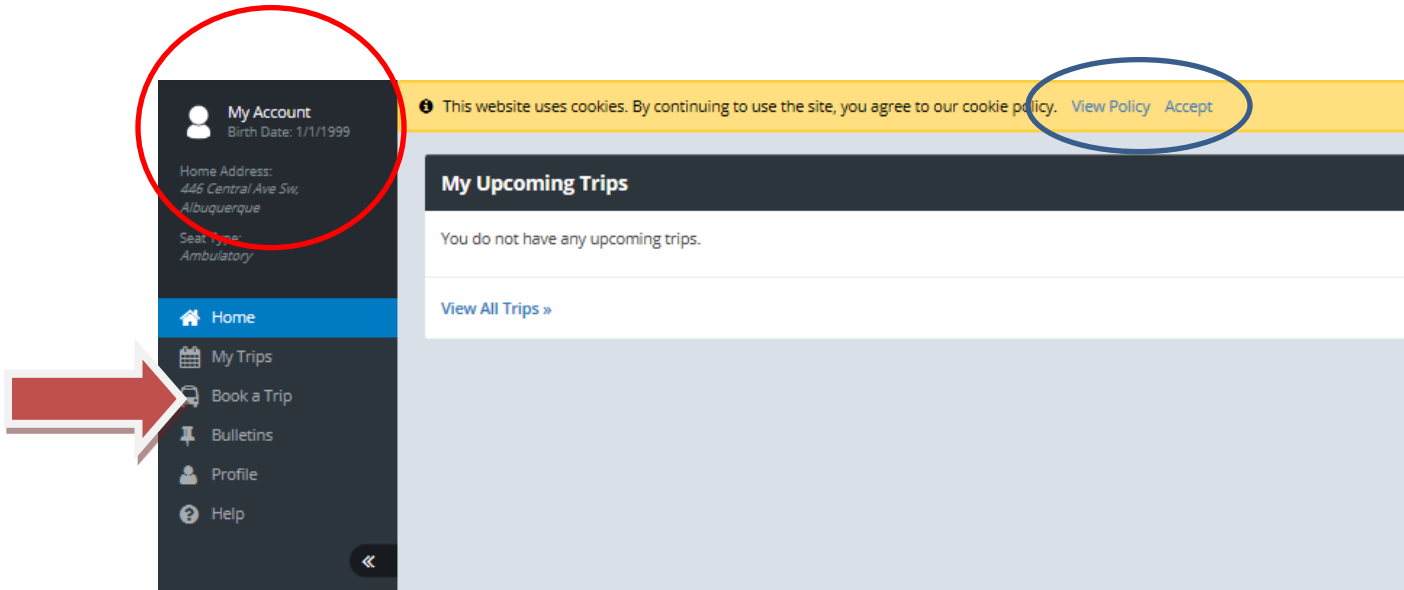 My Account
Birth Date: 1/1/1999
Home Address:
446 Central Ave Sw,
Albuquerque
Seat Type:
Ambulatory
Home
My Trips
Book a Trip
Bulletins
Profile
Help
This website uses cookies. By continuing to use the site, you agree to our cookie policy. View Policy Accept
My Upcoming Trips
You do not have any upcoming trips.
View All Trips »